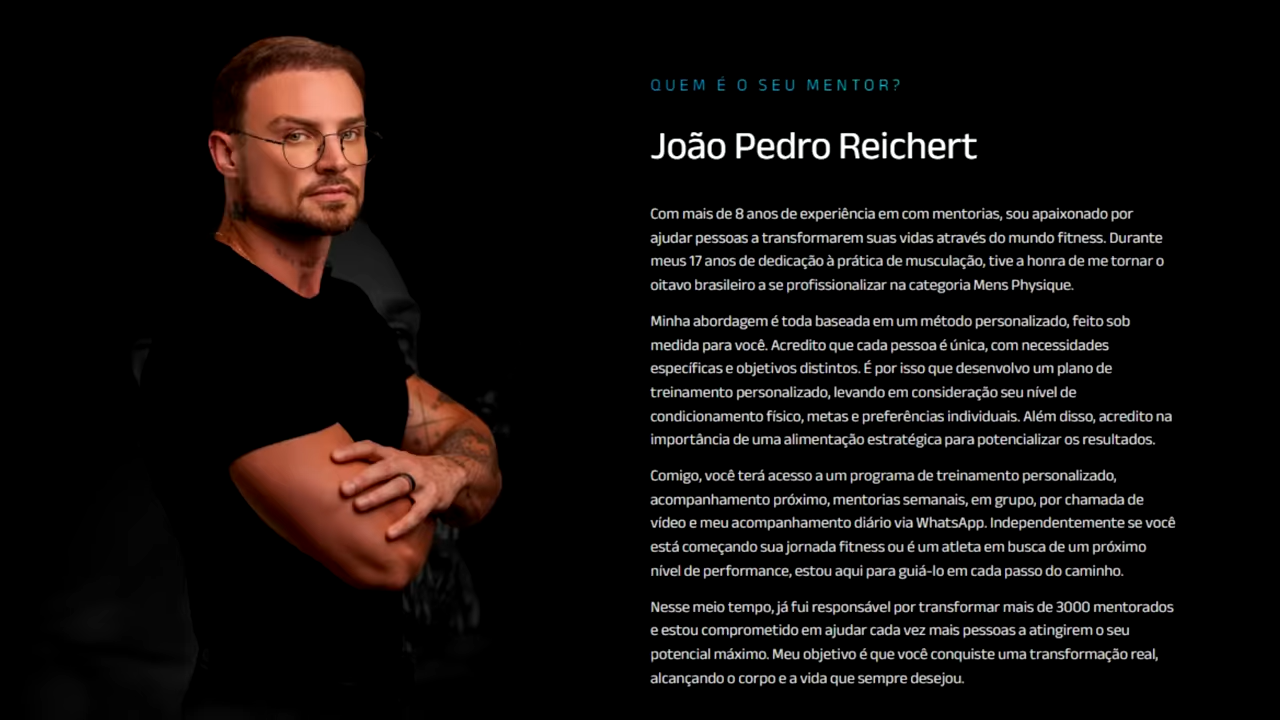 QUEM É O SEU MENTOR?
João Pedro Reichert
Com mais de 8 anos de experiência em com mentorias, sou apaixonado por
ajudar pessoas a transformarem suas vidas através do mundo fitness. Durante
meus 17 anos de dedicação à prática de musculação, tive a honra de me tornar o
oitavo brasileiro a se profissionalizar na categoria Mens Physique.
Minha abordagem é toda baseada em um método personalizado, feito sob
medida para você. Acredito que cada pessoa é única, com necessidades
específicas e objetivos distintos. É por isso que desenvolvo um plano de
treinamento personalizado, levando em consideração seu nível de
condicionamento físico, metas e preferências individuais. Além disso, acredito na
importância de uma alimentação estratégica para potencializar os resultados.
Comigo, você terá acesso a um programa de treinamento personalizado,
acompanhamento próximo, mentorias semanais, em grupo, por chamada de
vídeo e meu acompanhamento diário via WhatsApp. Independentemente se você
está começando sua jornada fitness ou é um atleta em busca de um próximo
nível de performance, estou aqui para guiá-lo em cada passo do caminho.
Nesse meio tempo, já fui responsável por transformar mais de 3000 mentorados
e estou comprometido em ajudar cada vez mais pessoas a atingirem o seu
potencial máximo. Meu objetivo é que você conquiste uma transformação real,
alcançando o corpo e a vida que sempre desejou.